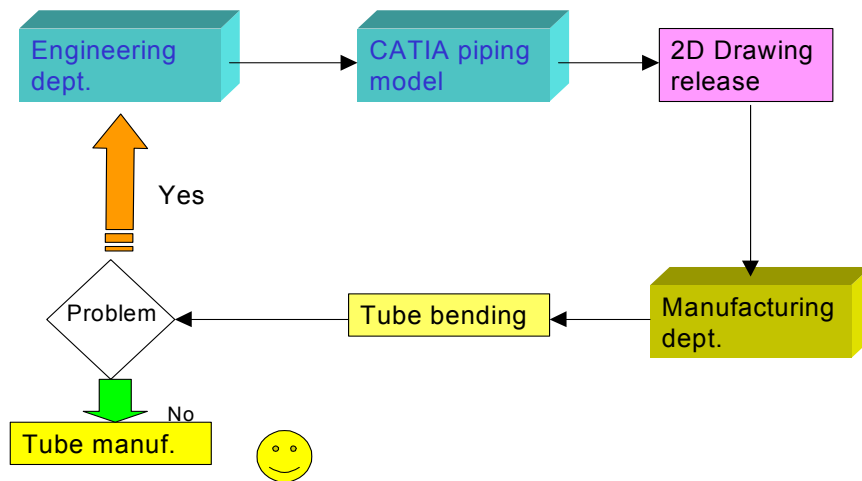 Engineering
dept.
CATIA piping
model
2D Drawing
release
Yes
Problem
Tube bending
Manufacturing
dept.
No
Tube manuf.